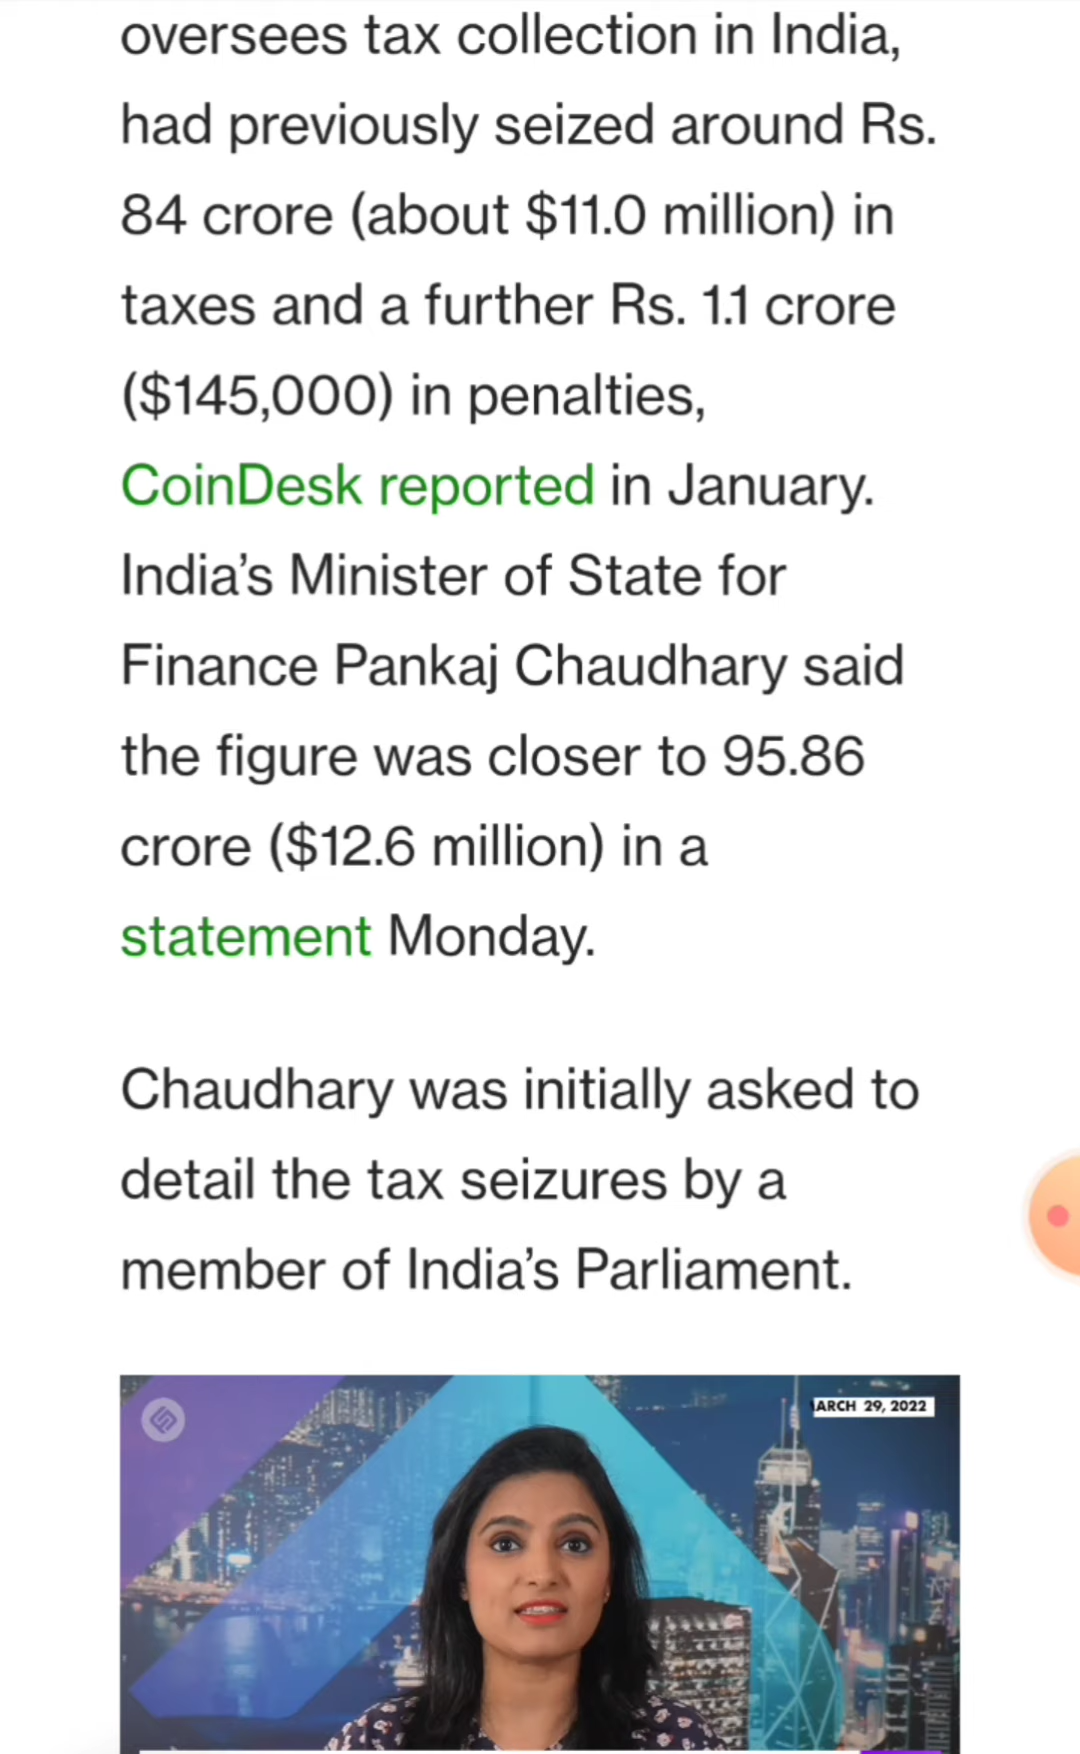 oversees tax collection in India,
had previously seized around Rs.
84 crore (about $11.0 million) in
taxes and a further Rs. 1.1 crore
($145,000) in penalties,
CoinDesk reported in January.
India’s Minister of State for
Finance Pankaj Chaudhary said
the figure was closer to 95.86
crore ($12.6 million) in a
statement Monday.
Chaudhary was initially asked to
detail the tax seizures by a
member of India’s Parliament.
ARCH 29, 2022